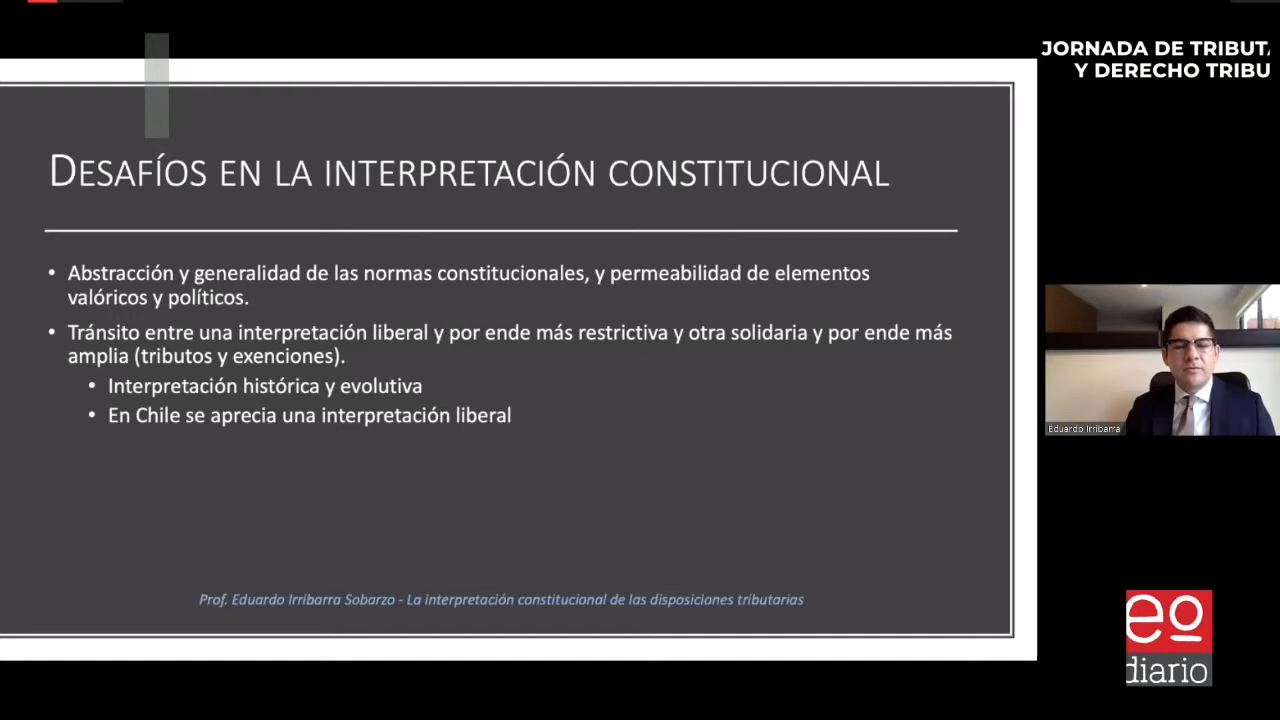 JORNADA DE TRIBUTA
Y DERECHO TRIBU
DESAFÍOS EN LA INTERPRETACIÓN CONSTITUCIONAL
• Abstracción y generalidad de las normas constitucionales, y permeabilidad de elementos
valóricos y políticos.
• Tránsito entre una interpretación liberal y por ende más restrictiva y otra solidaria y por ende más
amplia (tributos y exenciones).
• Interpretación histórica y evolutiva
• En Chile se aprecia una interpretación liberal
Eduardo Irribarra
Prof. Eduardo Irribarra Sobarzo - La interpretación constitucional de las disposiciones tributarias
eo
diario